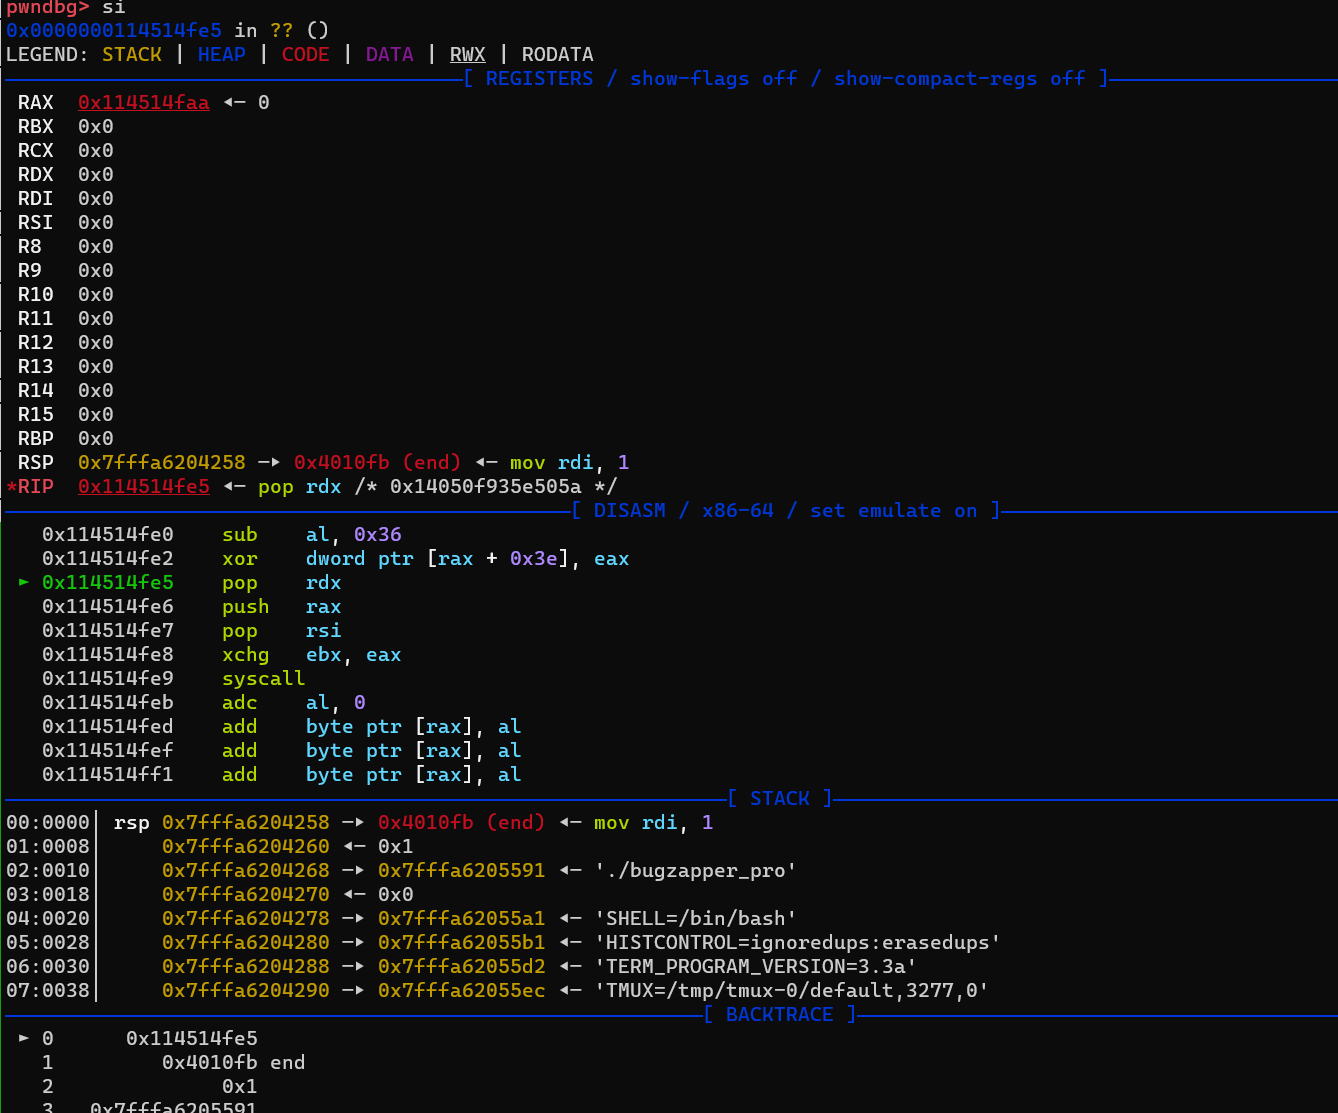 pwndbg> si
0x0000000114514fe5 in ?? ()
LEGEND: STACK | HEAP | CODE | DATA | RWX | RODATA
[ REGISTERS / show-flags off / show-compact-regs off ]
RAX  0x114514faa ◂— 0
RBX  0x0
RCX  0x0
RDX  0x0
RDI  0x0
RSI  0x0
R8   0x0
R9   0x0
R10  0x0
R11  0x0
R12  0x0
R13  0x0
R14  0x0
R15  0x0
RBP  0x0
RSP  0x7fffa6204258 —▸ 0x4010fb (end) ◂— mov rdi, 1
*RIP  0x114514fe5 ◂— pop rdx /* 0x14050f935e505a */
[ DISASM / x86-64 / set emulate on ]
0x114514fe0    sub    al, 0x36
0x114514fe2    xor    dword ptr [rax + 0x3e], eax
► 0x114514fe5    pop    rdx
0x114514fe6    push   rax
0x114514fe7    pop    rsi
0x114514fe8    xchg   ebx, eax
0x114514fe9    syscall
0x114514feb    adc    al, 0
0x114514fed    add    byte ptr [rax], al
0x114514fef    add    byte ptr [rax], al
0x114514ff1    add    byte ptr [rax], al
[ STACK ]
00:0000│ rsp 0x7fffa6204258 —▸ 0x4010fb (end) ◂— mov rdi, 1
01:0008│     0x7fffa6204260 ◂— 0x1
02:0010│     0x7fffa6204268 —▸ 0x7fffa6205591 ◂— './bugzapper_pro'
03:0018│     0x7fffa6204270 ◂— 0x0
04:0020│     0x7fffa6204278 —▸ 0x7fffa62055a1 ◂— 'SHELL=/bin/bash'
05:0028│     0x7fffa6204280 —▸ 0x7fffa62055b1 ◂— 'HISTCONTROL=ignoredups:erasedups'
06:0030│     0x7fffa6204288 —▸ 0x7fffa62055d2 ◂— 'TERM_PROGRAM_VERSION=3.3a'
07:0038│     0x7fffa6204290 —▸ 0x7fffa62055ec ◂— 'TMUX=/tmp/tmux-0/default,3277,0'
[ BACKTRACE ]
► 0      0x114514fe5
1         0x4010fb end
2              0x1
3   0x7fffa6205591